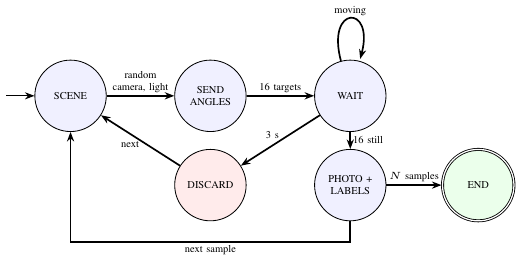 moving
random
camera, light
16 targets
SCENE
SEND
ANGLES
WAIT
3 s
16 still
next
DISCARD
PHOTO +
LABELS
N samples
END
next sample